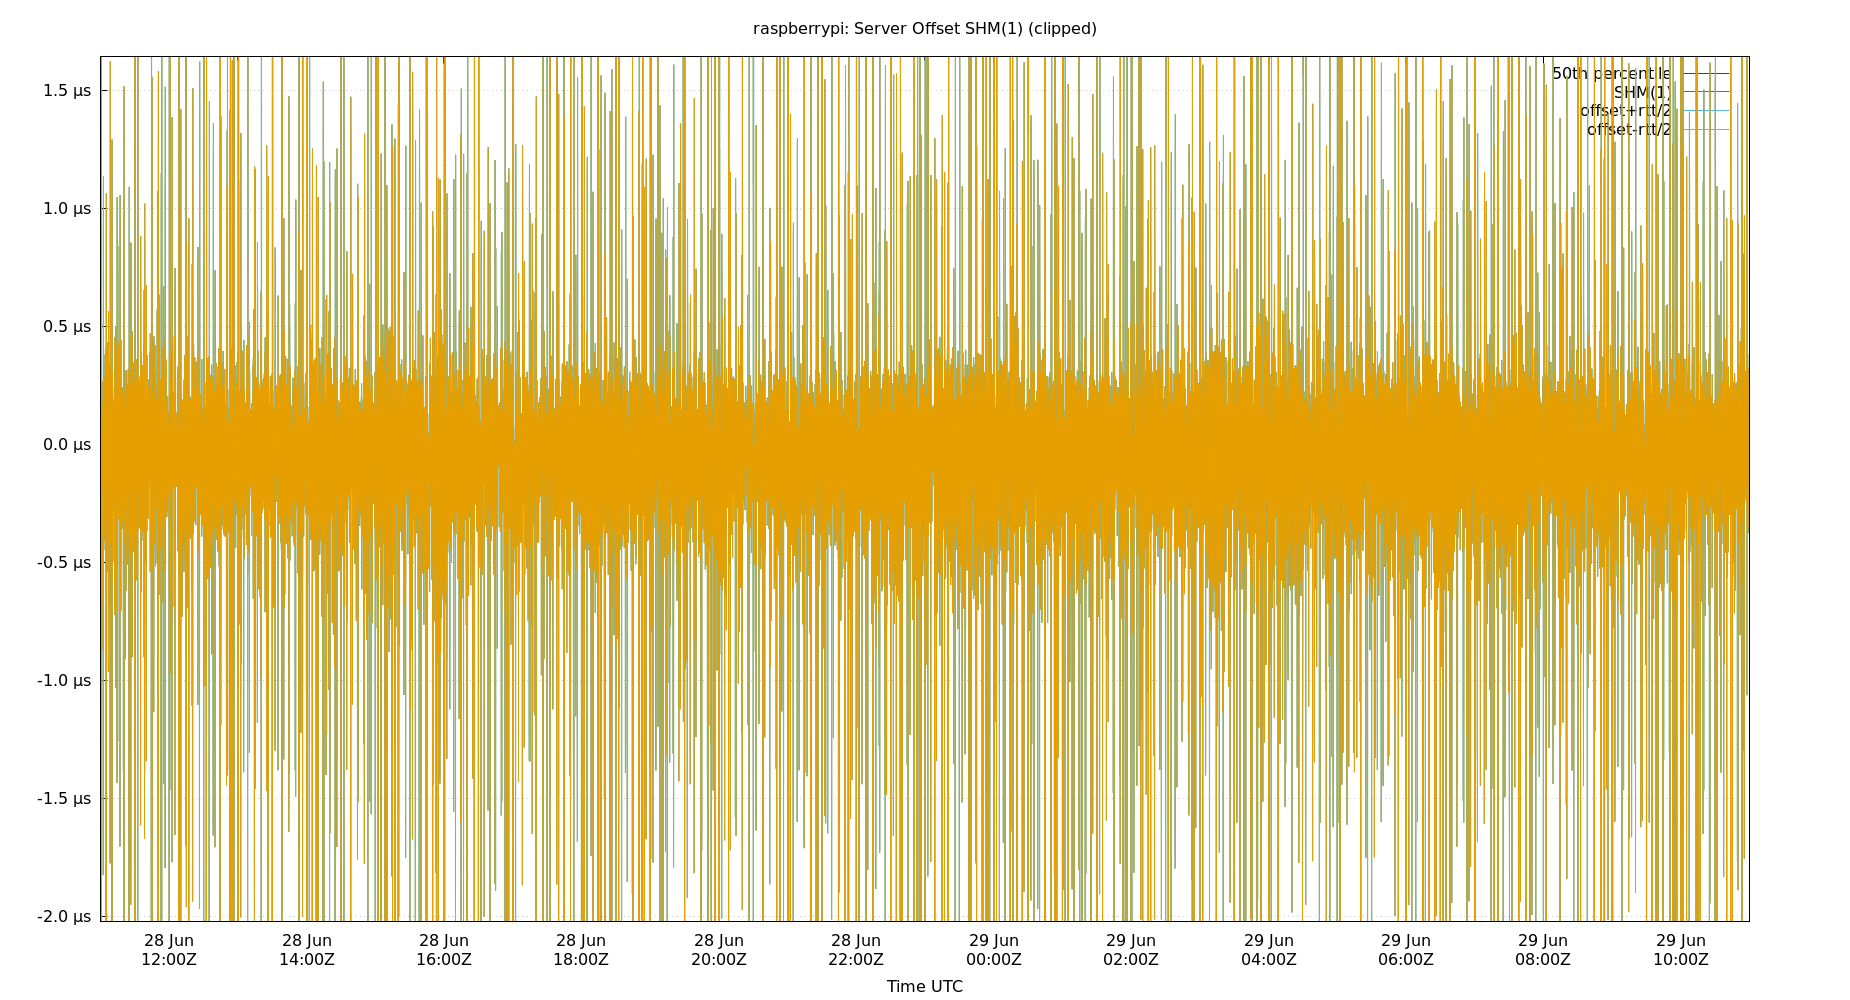 raspberrypi: Server Offset SHM(1) (clipped)
50th percentile
SHM(1)
offset+rtt/2
offset-rtt/2
1.5 µs
1.0 µs
0.5 µs
0.0 µs
-0.5 µs
-1.0 µs
-1.5 µs
-2.0 µs
28 Jun 28 Jun 28 Jun 28 Jun 28 Jun 28 Jun 29 Jun 29 Jun 29 Jun 29 Jun 29 Jun 29 Jun
12:00Z 14:00Z 16:00Z 18:00Z 20:00Z 22:00Z 00:00Z 02:00Z 04:00Z 06:00Z 08:00Z 10:00Z
Time UTC